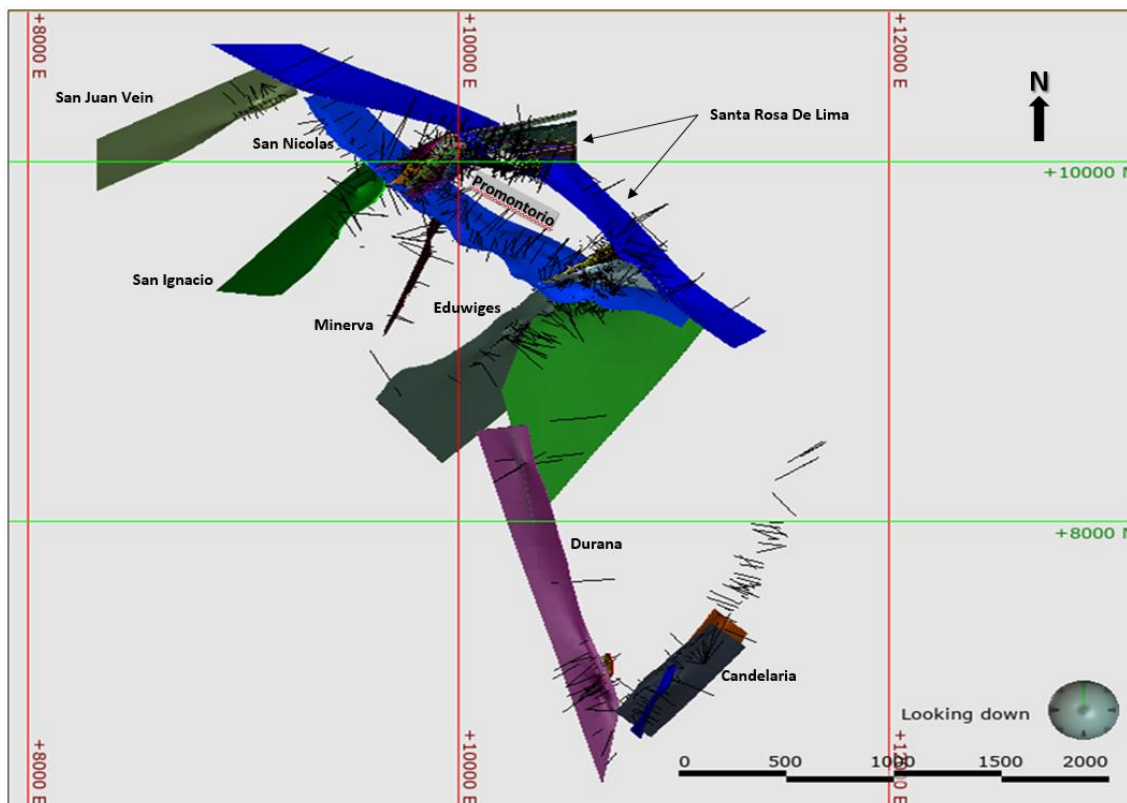 +8000 E
+10000 E
+12000 E
N
San Juan Vein
Santa Rosa De Lima
San Nicolas
+10000 N
Promontorio
San Ignacio
Minerva
Eduwiges
+8000 N
Durana
Candelaria
Looking down
+8000 E
+10000 E
+12000 E
0 500 1000 1500 2000